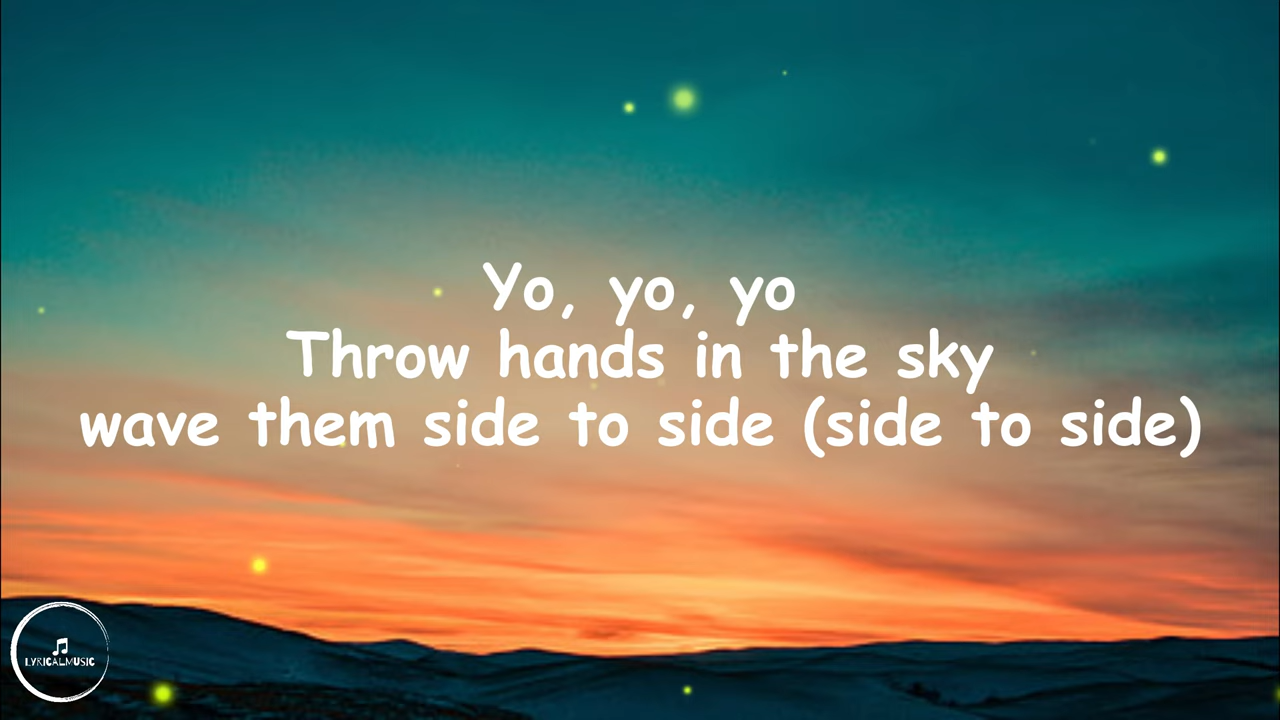 Yo, yo, yo
Throw hands in the sky
wave them side to side (side to side)
LYRICALMUSIC